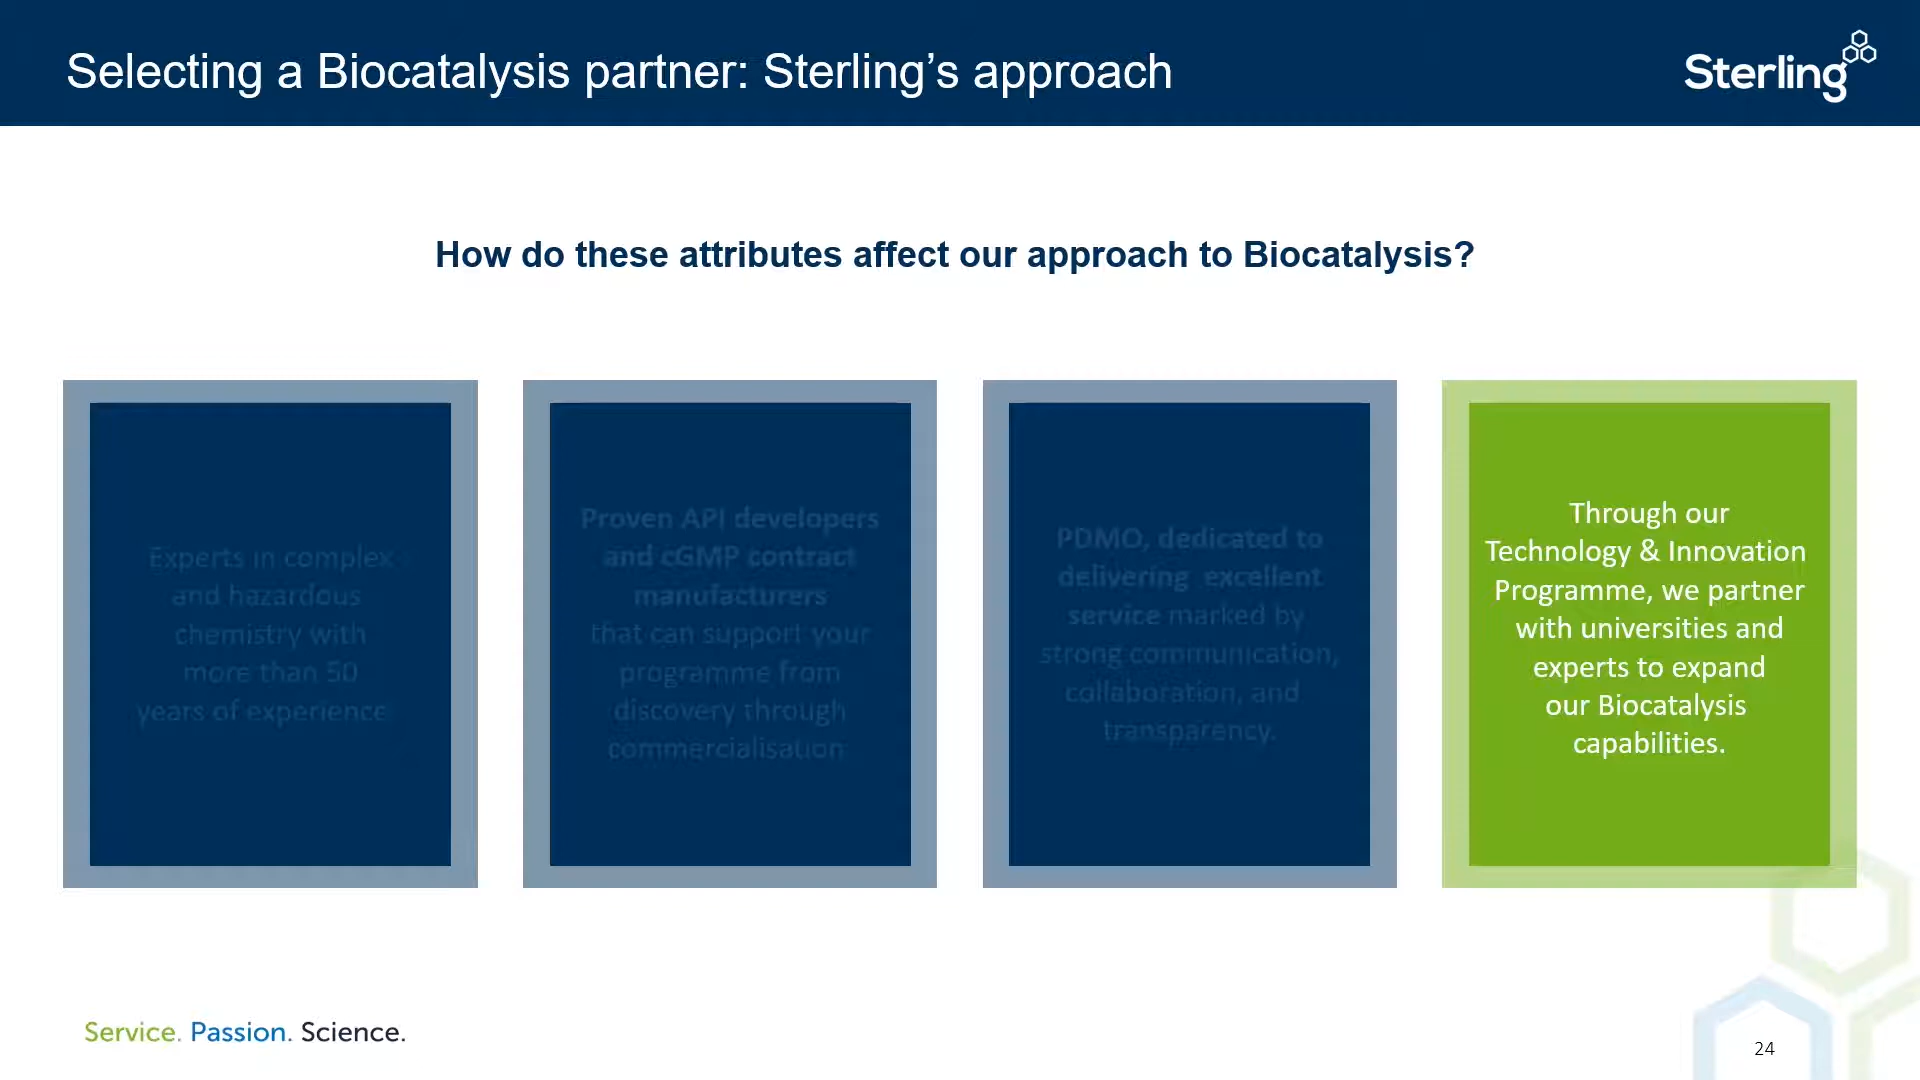 Selecting a Biocatalysis partner: Sterling’s approach
Sterling
How do these attributes affect our approach to Biocatalysis?
Experts in complex
and hazardous
chemistry with
more than 50
years of experience
Proven API developers
and cGMP contract
manufacturers
that can support your
programme from
discovery through
commercialisation
PDMO, dedicated to
delivering excellent
service marked by
strong communication,
collaboration, and
transparency.
Through our
Technology & Innovation
Programme, we partner
with universities and
experts to expand
our Biocatalysis
capabilities.
Service. Passion. Science.
24